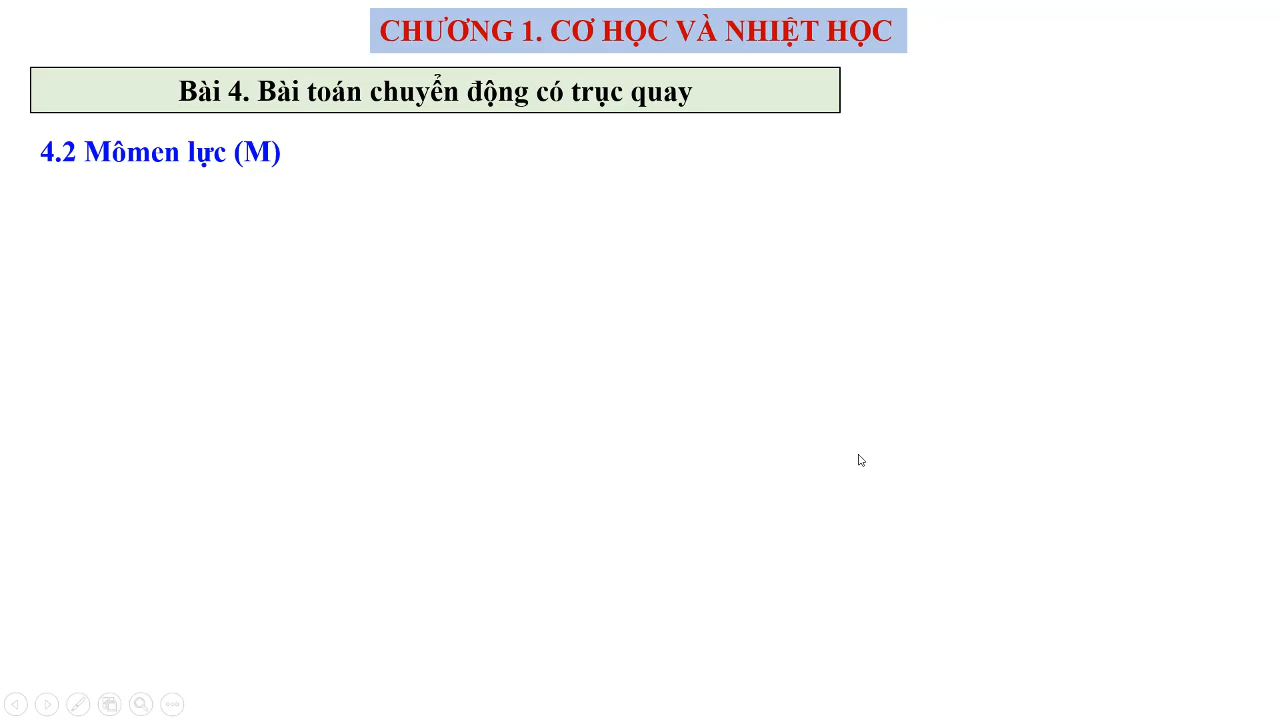 CHƯƠNG 1. CƠ HỌC VÀ NHIỆT HỌC
Bài 4. Bài toán chuyển động có trục quay
4.2 Mômen lực (M)